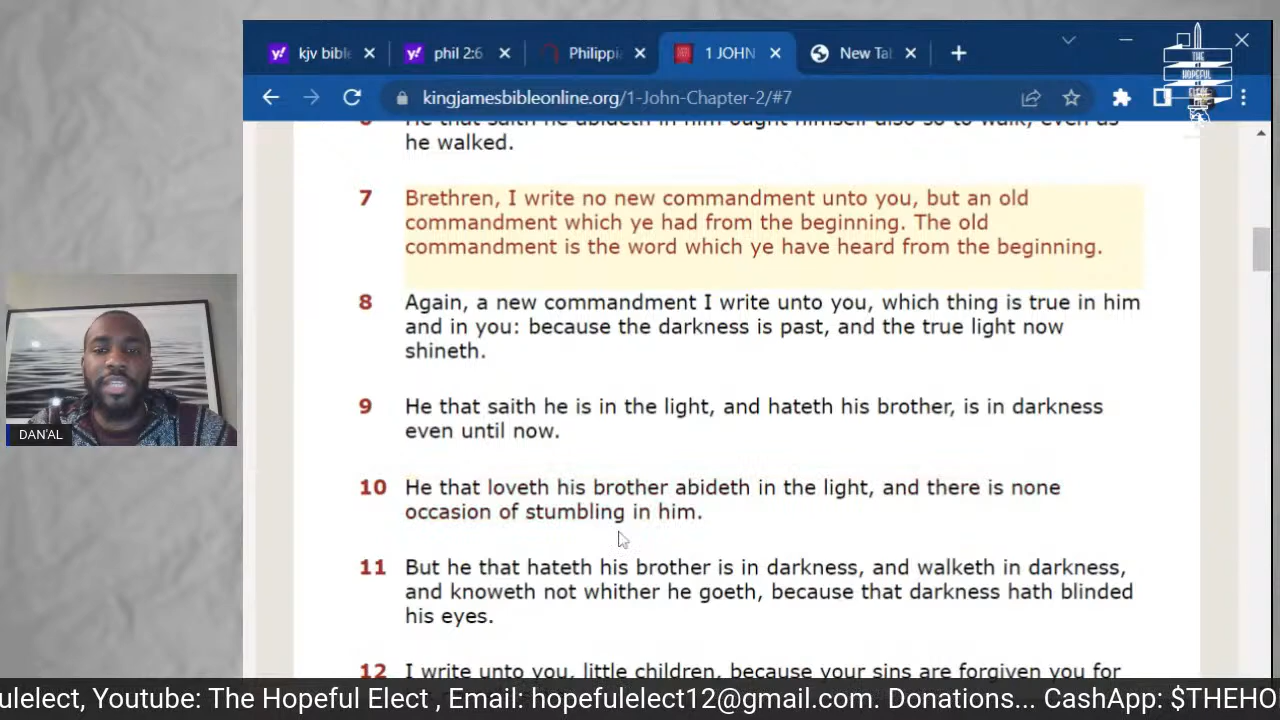 kjv bibl
phil 2:6
Philippi
1 JOHN
New Tal
kingjamesbibleonline.org/1-John-Chapter-2/#7
THE
HOPEFUL
ELECT
he walked.
7 Brethren, I write no new commandment unto you, but an old
commandment which ye had from the beginning. The old
commandment is the word which ye have heard from the beginning.
8 Again, a new commandment I write unto you, which thing is true in him
and in you: because the darkness is past, and the true light now
shineth.
9 He that saith he is in the light, and hateth his brother, is in darkness
even until now.
10 He that loveth his brother abideth in the light, and there is none
occasion of stumbling in him.
11 But he that hateth his brother is in darkness, and walketh in darkness,
and knoweth not whither he goeth, because that darkness hath blinded
his eyes.
12 I write unto you, little children, because your sins are forgiven you for
DAN'AL
ulelect, Youtube: The Hopeful Elect , Email: hopefulelect12@gmail.com. Donations... CashApp: $THEHO